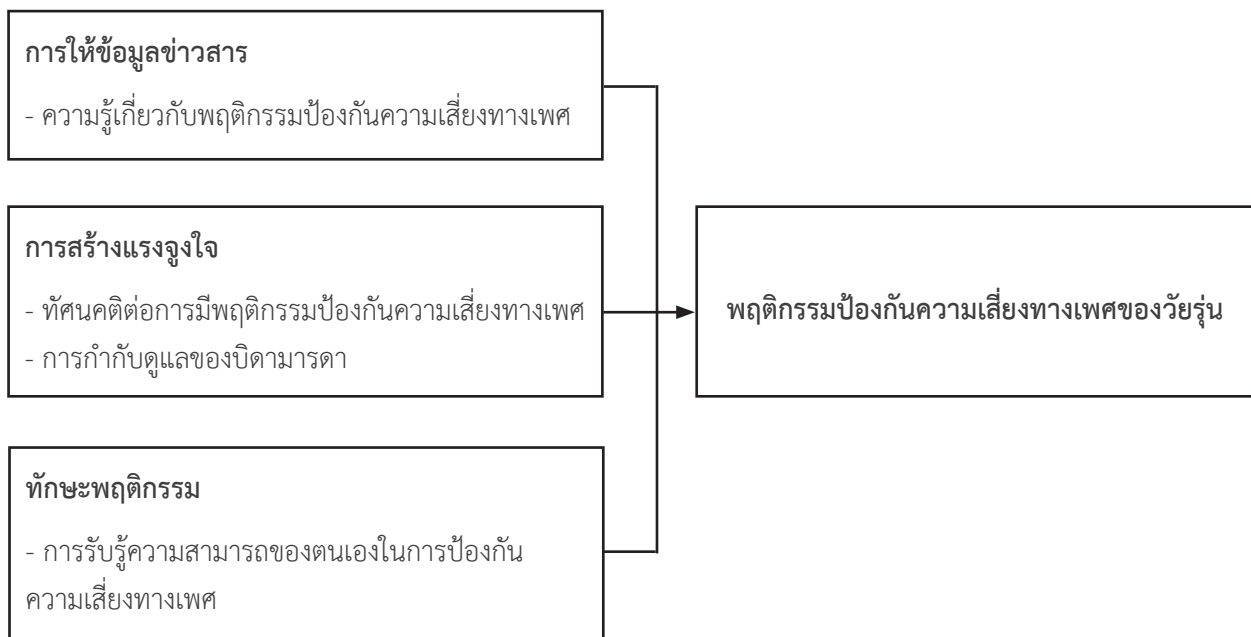 การให้ข้อมูลข่าวสาร
- ความรู้เกี่ยวกับพฤติกรรมป้องกันความเสี่ยงทางเพศ
การสร้างแรงจูงใจ
- ทัศนคติต่อการมีพฤติกรรมป้องกันความเสี่ยงทางเพศ
- การกำกับดูแลของบิดามารดา
พฤติกรรมป้องกันความเสี่ยงทางเพศของวัยรุ่น
ทักษะพฤติกรรม
- การรับรู้ความสามารถของตนเองในการป้องกัน
ความเสี่ยงทางเพศ